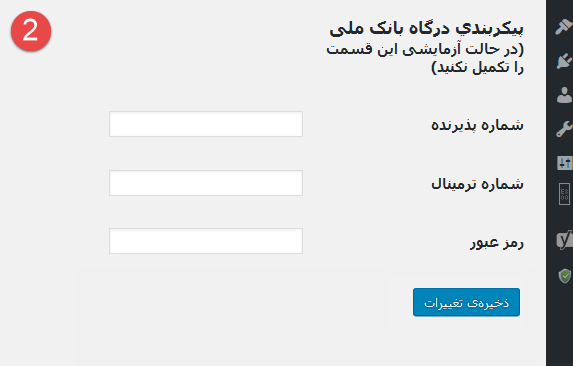 2
پیکربندي درگاه بانک ملی
(در حالت آزمایشی این قسمت
را تکمیل نکنید)
شماره پذیرنده
شماره ترمینال
رمز عبور
ذخیره‌ی تغییرات